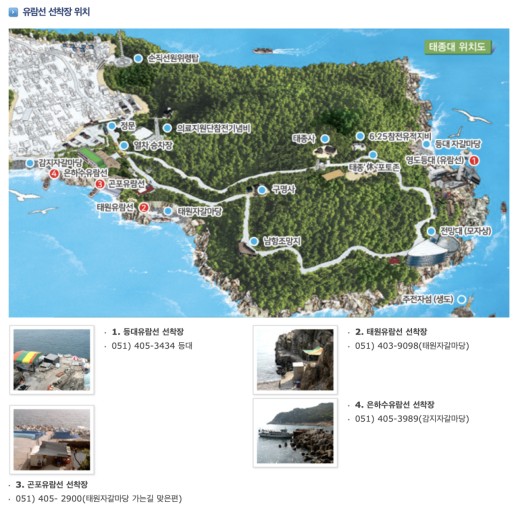 유람선 선착장 위치
태종대 위치도
순직선원위령탑
정문
의료지원단참전기념비
열차 승차장
태종사
6·25참전유적지비
등대 자갈마당
감지자갈마당
4 은하수유람선
3 곤포유람선
태종 休 포토존
영도등대 (유람선) 1
구명사
태원유람선 2
태원자갈마당
전망대 (모자상)
남항조망지
주전자섬 (생도)
1. 등대유람선 선착장
051) 405-3434 등대
2. 태원유람선 선착장
051) 403-9098(태원자갈마당)
4. 은하수유람선 선착장
051) 405-3989(감지자갈마당)
3. 곤포유람선 선착장
051) 405- 2900(태원자갈마당 가는길 맞은편)